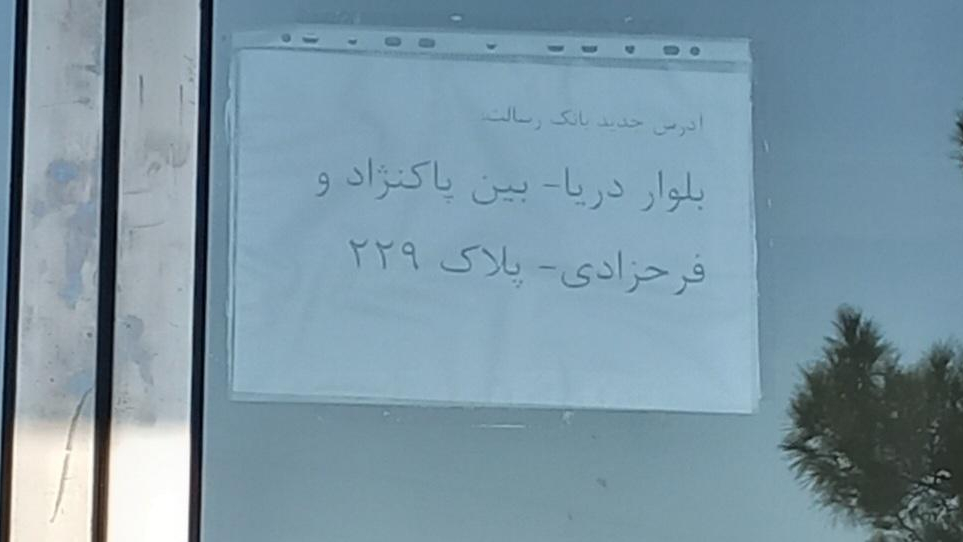 ادرس جدید بانک رسالت:
بلوار دریا- بین پاکنژاد و
فرحزادی- پلاک ۲۲۹